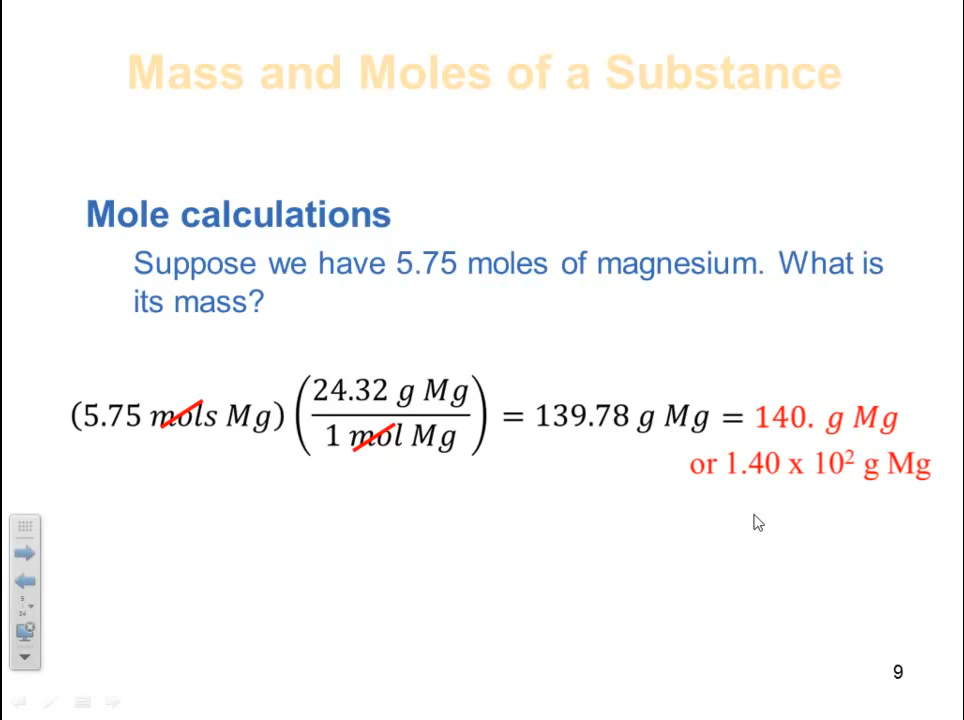 Mass and Moles of a Substance
Mole calculations
Suppose we have 5.75 moles of magnesium. What is
its mass?
(5.75 mols Mg) (24.32 g Mg / 1 mol Mg) = 139.78 g Mg = 140. g Mg
or 1.40 x 10² g Mg
9